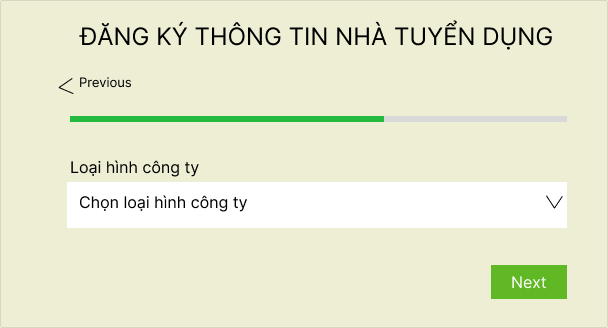 ĐĂNG KÝ THÔNG TIN NHÀ TUYỂN DỤNG
Previous
Loại hình công ty
Chọn loại hình công ty
Next